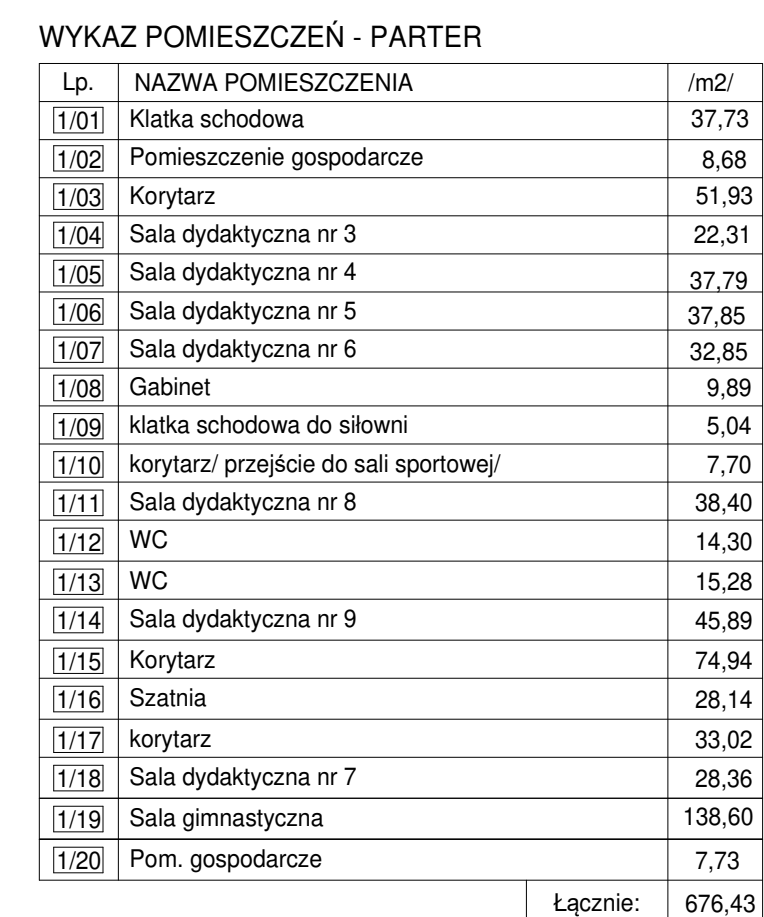 WYKAZ POMIESZCZEŃ - PARTER
Lp. NAZWA POMIESZCZENIA /m2/
1/01 Klatka schodowa 37,73
1/02 Pomieszczenie gospodarcze 8,68
1/03 Korytarz 51,93
1/04 Sala dydaktyczna nr 3 22,31
1/05 Sala dydaktyczna nr 4 37,79
1/06 Sala dydaktyczna nr 5 37,85
1/07 Sala dydaktyczna nr 6 32,85
1/08 Gabinet 9,89
1/09 klatka schodowa do siłowni 5,04
1/10 korytarz/ przejście do sali sportowej/ 7,70
1/11 Sala dydaktyczna nr 8 38,40
1/12 WC 14,30
1/13 WC 15,28
1/14 Sala dydaktyczna nr 9 45,89
1/15 Korytarz 74,94
1/16 Szatnia 28,14
1/17 korytarz 33,02
1/18 Sala dydaktyczna nr 7 28,36
1/19 Sala gimnastyczna 138,60
1/20 Pom. gospodarcze 7,73
Łącznie: 676,43